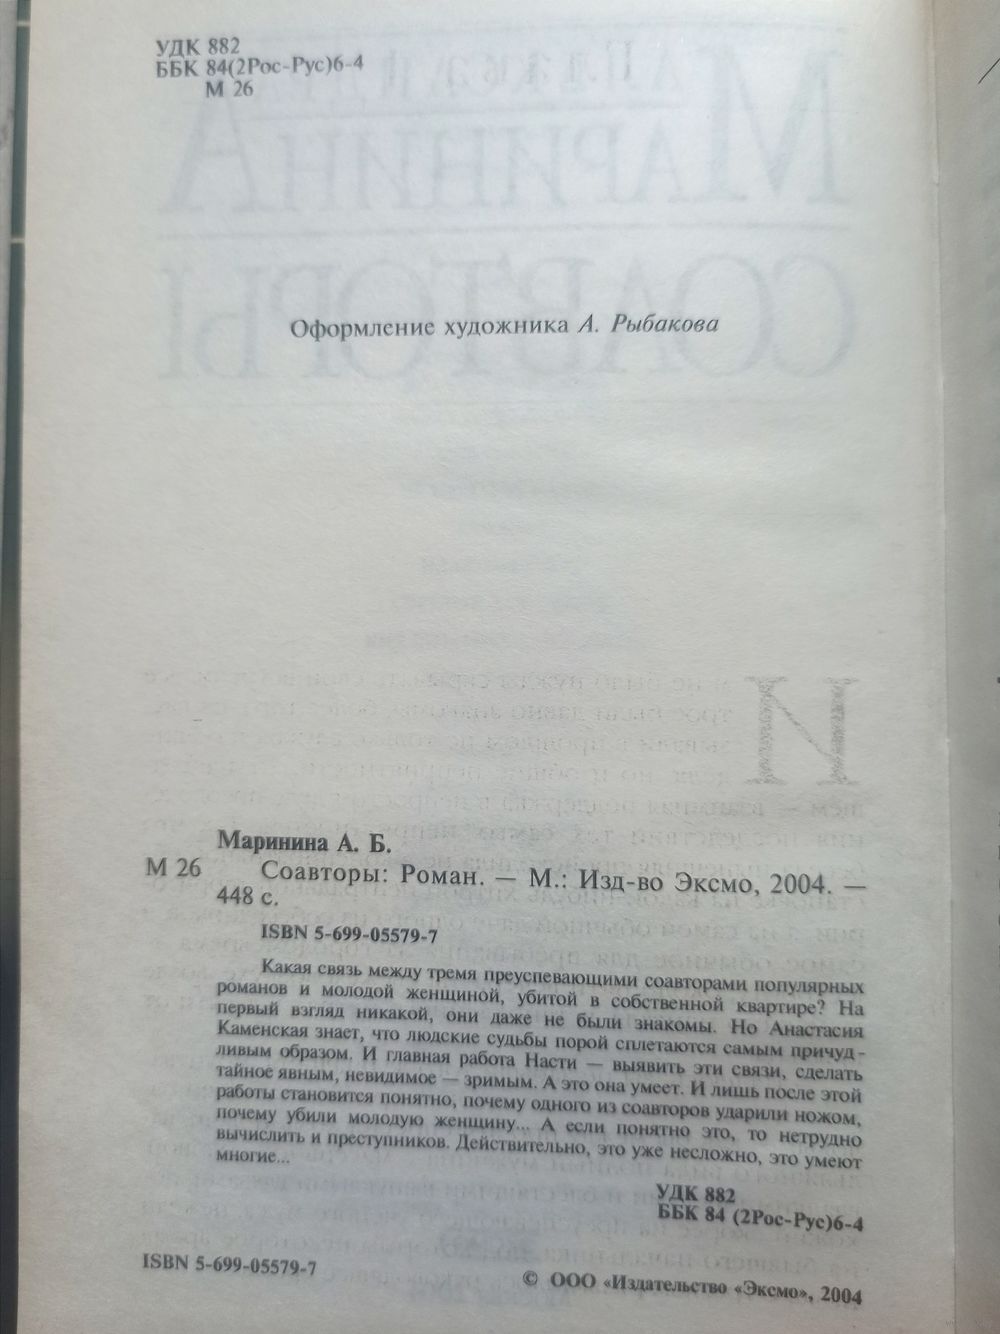 УДК 882
ББК 84(2Рос-Рус)6-4
М 26
Оформление художника А. Рыбакова
Маринина А. Б.
М 26 Соавторы: Роман. — М.: Изд-во Эксмо, 2004. —
448 с.
ISBN 5-699-05579-7
Какая связь между тремя преуспевающими соавторами популярных
романов и молодой женщиной, убитой в собственной квартире? На
первый взгляд никакой, они даже не были знакомы. Но Анастасия
Каменская знает, что людские судьбы порой сплетаются самым причуд-
ливым образом. И главная работа Насти — выявить эти связи, сделать
тайное явным, невидимое — зримым. А это она умеет. И лишь после этой
работы становится понятно, почему одного из соавторов ударили ножом,
почему убили молодую женщину... А если понятно это, то нетрудно
вычислить и преступников. Действительно, это уже несложно, это умеют
многие...
УДК 882
ББК 84 (2Рос-Рус)6-4
ISBN 5-699-05579-7
© ООО «Издательство «Эксмо», 2004